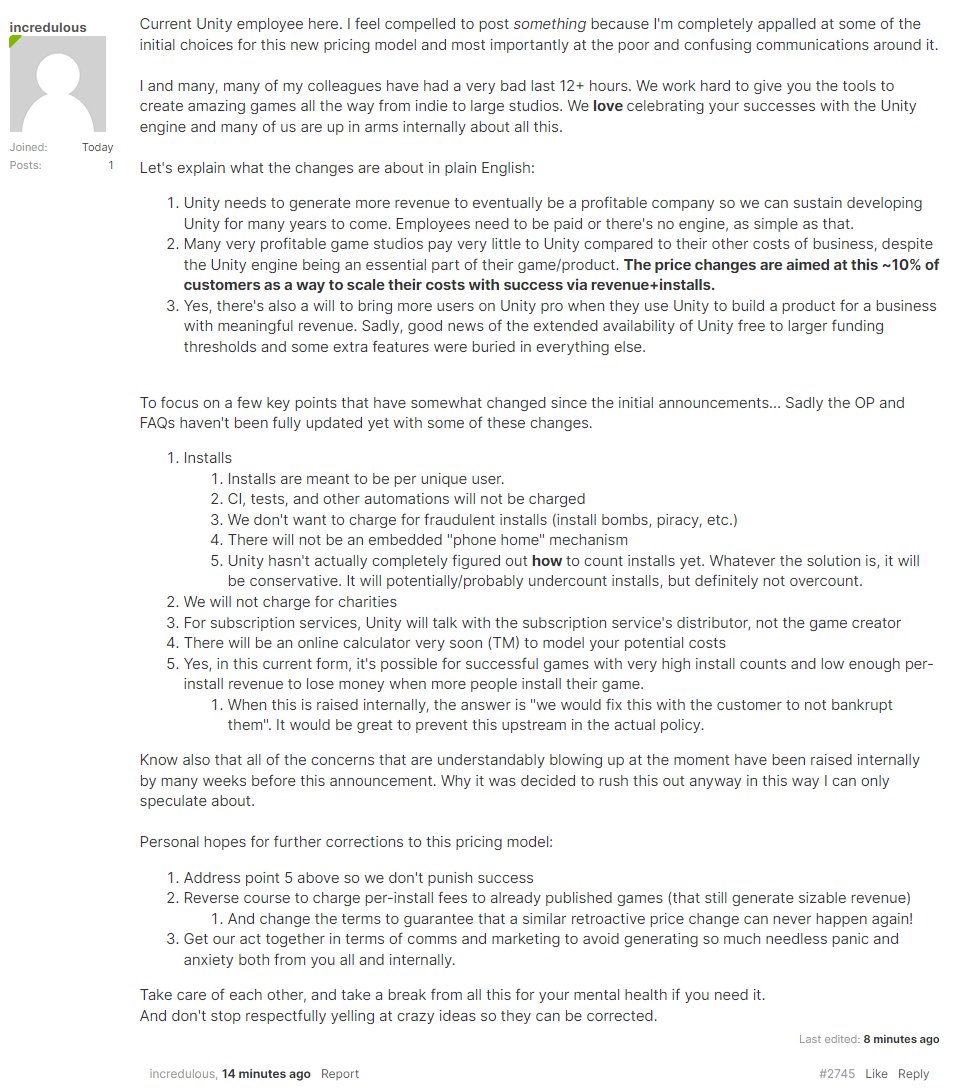 incredulous
Joined: Today
Posts: 1
Current Unity employee here. I feel compelled to post something because I'm completely appalled at some of the
initial choices for this new pricing model and most importantly at the poor and confusing communications around it.
I and many, many of my colleagues have had a very bad last 12+ hours. We work hard to give you the tools to
create amazing games all the way from indie to large studios. We love celebrating your successes with the Unity
engine and many of us are up in arms internally about all this.
Let's explain what the changes are about in plain English:
1. Unity needs to generate more revenue to eventually be a profitable company so we can sustain developing
Unity for many years to come. Employees need to be paid or there's no engine, as simple as that.
2. Many very profitable game studios pay very little to Unity compared to their other costs of business, despite
the Unity engine being an essential part of their game/product. The price changes are aimed at this ~10% of
customers as a way to scale their costs with success via revenue+installs.
3. Yes, there's also a will to bring more users on Unity pro when they use Unity to build a product for a business
with meaningful revenue. Sadly, good news of the extended availability of Unity free to larger funding
thresholds and some extra features were buried in everything else.
To focus on a few key points that have somewhat changed since the initial announcements... Sadly the OP and
FAQs haven't been fully updated yet with some of these changes.
1. Installs
1. Installs are meant to be per unique user.
2. CI, tests, and other automations will not be charged
3. We don't want to charge for fraudulent installs (install bombs, piracy, etc.)
4. There will not be an embedded "phone home" mechanism
5. Unity hasn't actually completely figured out how to count installs yet. Whatever the solution is, it will
be conservative. It will potentially/probably undercount installs, but definitely not overcount.
2. We will not charge for charities
3. For subscription services, Unity will talk with the subscription service's distributor, not the game creator
4. There will be an online calculator very soon (TM) to model your potential costs
5. Yes, in this current form, it's possible for successful games with very high install counts and low enough per-
install revenue to lose money when more people install their game.
1. When this is raised internally, the answer is "we would fix this with the customer to not bankrupt
them". It would be great to prevent this upstream in the actual policy.
Know also that all of the concerns that are understandably blowing up at the moment have been raised internally
by many weeks before this announcement. Why it was decided to rush this out anyway in this way I can only
speculate about.
Personal hopes for further corrections to this pricing model:
1. Address point 5 above so we don't punish success
2. Reverse course to charge per-install fees to already published games (that still generate sizable revenue)
1. And change the terms to guarantee that a similar retroactive price change can never happen again!
3. Get our act together in terms of comms and marketing to avoid generating so much needless panic and
anxiety both from you all and internally.
Take care of each other, and take a break from all this for your mental health if you need it.
And don't stop respectfully yelling at crazy ideas so they can be corrected.
Last edited: 8 minutes ago
incredulous, 14 minutes ago Report #2745 Like Reply